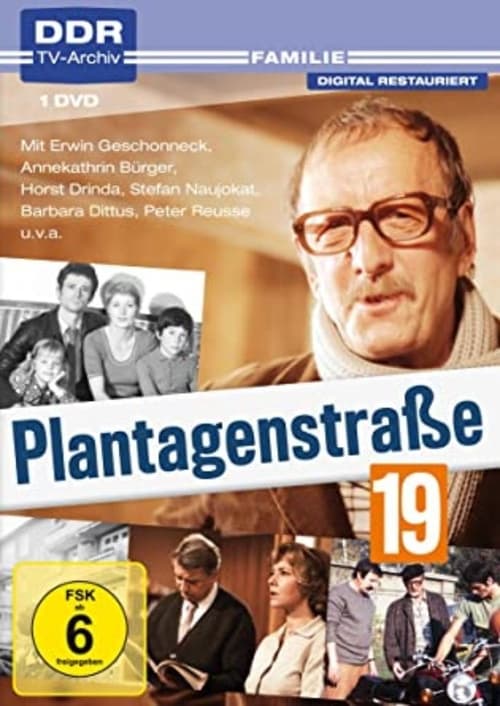 DDR
TV-Archiv
FAMILIE
DIGITAL RESTAURIERT
1 DVD
Mit Erwin Geschonneck,
Annekathrin Bürger,
Horst Drinda, Stefan Naujokat,
Barbara Dittus, Peter Reusse
u.v.a.
Plantagenstraße
19
FSK
ab
6
freigegeben